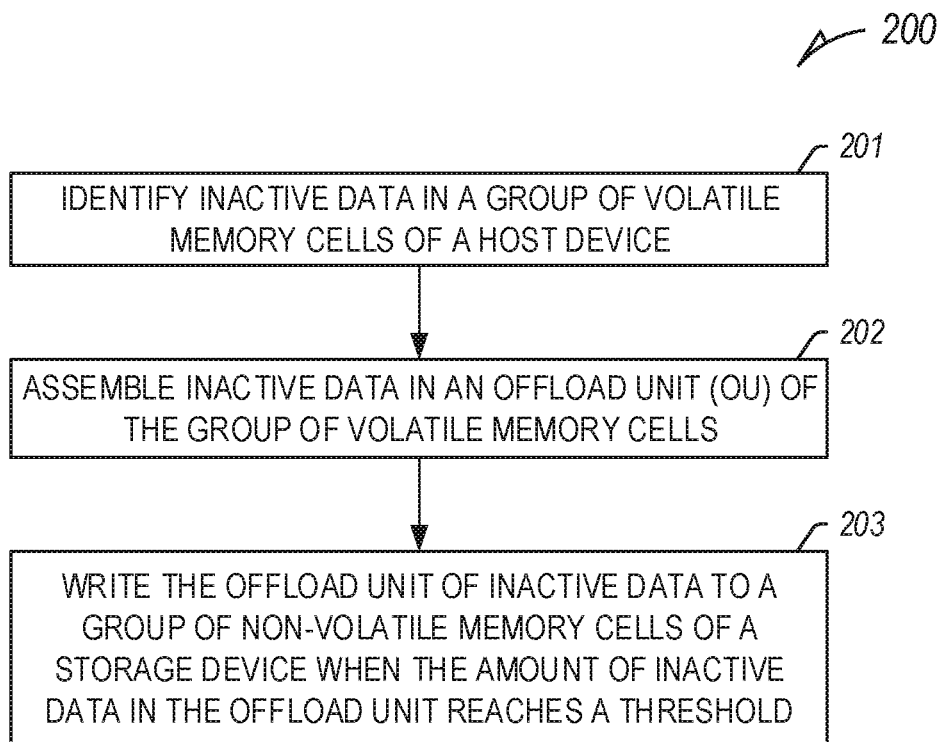 200
201
IDENTIFY INACTIVE DATA IN A GROUP OF VOLATILE
MEMORY CELLS OF A HOST DEVICE
202
ASSEMBLE INACTIVE DATA IN AN OFFLOAD UNIT (OU) OF
THE GROUP OF VOLATILE MEMORY CELLS
203
WRITE THE OFFLOAD UNIT OF INACTIVE DATA TO A
GROUP OF NON-VOLATILE MEMORY CELLS OF A
STORAGE DEVICE WHEN THE AMOUNT OF INACTIVE
DATA IN THE OFFLOAD UNIT REACHES A THRESHOLD